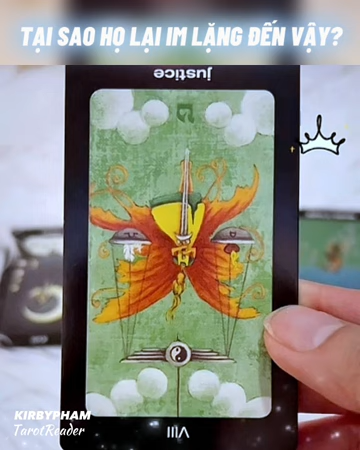 TẠI SAO HỌ LẠI IM LẶNG ĐẾN VẬY?
justice
VIII
KIRBYPHAM
TarotReader